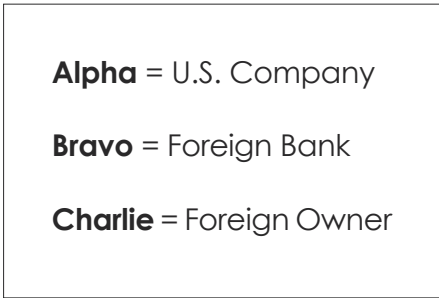 Alpha = U.S. Company
Bravo = Foreign Bank
Charlie = Foreign Owner